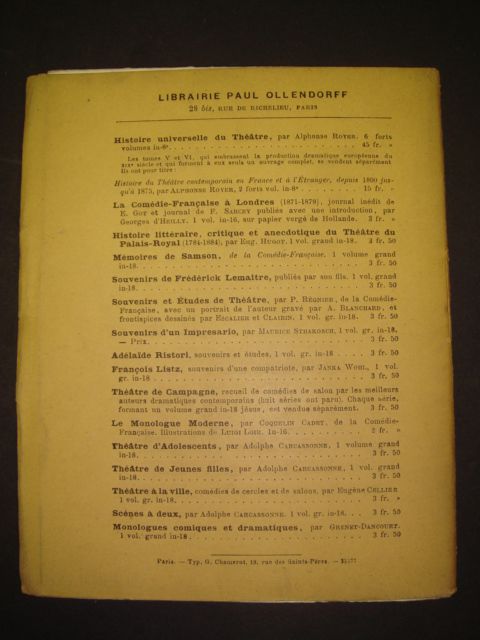 LIBRAIRIE PAUL OLLENDORFF
28 bis, RUE DE RICHELIEU, PARIS
Histoire universelle du Théâtre, par Alphonse ROYER. 6 forts
volumes in-8°. . . . . . . . . . . . . . . . . . . . 45 fr. »
Les tomes V et VI, qui embrassent la production dramatique européenne du
XIXe siècle et qui forment à eux seuls un ouvrage complet, se vendent séparément
Ils ont pour titre :
Histoire du Théâtre contemporain en France et à l'Étranger, depuis 1800 jus-
qu'à 1875, par ALPHONSE ROYER, 2 forts vol. in-8° . . . . . . 15 fr. »
La Comédie-Française à Londres (1871-1879), journal inédit de
E. GOT et journal de F. SARCEY publiés avec une introduction, par
Georges D'HEILLY. 1 vol. in-16, sur papier vergé de Hollande. 3 fr. »
Histoire littéraire, critique et anecdotique du Théâtre du
Palais-Royal (1784-1884), par Eug. HUGOT. 1 vol. grand in-18. 3 fr. 50
Mémoires de Samson, de la Comédie-Française. 1 volume grand
in-18. . . . . . . . . . . . . . . . . . . . 3 fr. 50
Souvenirs de Frédérick Lemaître, publiés par son fils. 1 vol. grand
in-18. . . . . . . . . . . . . . . . . . . . 3 fr. 50
Souvenirs et Études de Théâtre, par P. RÉGNIER, de la Comédie-
Française, avec un portrait de l'auteur gravé par A. BLANCHARD, et
frontispices dessinés par ESCALIER et CLAIRIN. 1 vol. gr. in-18. 3 fr. 50
Souvenirs d'un Impresario, par MAURICE STRAKOSCH. 1 vol. gr. in-18.
— Prix. . . . . . . . . . . . . . . . . . . . 3 fr. 50
Adélaïde Ristori, souvenirs et études, 1 vol. gr. in-18 . . . . 3 fr. 50
François Listz, souvenirs d'une compatriote, par JANKA WOHL, 1 vol.
gr. in-18 . . . . . . . . . . . . . . . . . . . . 3 fr. 50
Théâtre de Campagne, recueil de comédies de salon par les meilleurs
auteurs dramatiques contemporains (huit séries ont paru). Chaque série,
formant un volume grand in-18 jésus, est vendue séparément. 3 fr. 50
Le Monologue Moderne, par COQUELIN CADET, de la Comédie-
Française. Illustrations de LUIGI LOIR. In-16. . . . . . . 2 fr. »
Théâtre d'Adolescents, par Adolphe CARCASSONNE, 1 volume grand
in-18. . . . . . . . . . . . . . . . . . . . 3 fr. 50
Théâtre de Jeunes filles, par Adolphe CARCASSONNE, 1 vol. grand
in-18. . . . . . . . . . . . . . . . . . . . 3 fr. 50
Théâtre à la ville, comédies de cercles et de salons, par Eugène CELLIER
1 vol. gr. in-18. . . . . . . . . . . . . . . . . . . . 3 fr. »
Scènes à deux, par Adolphe CARCASSONNE. 1 vol. gr. in-18. . . . 3 fr. 50
Monologues comiques et dramatiques, par GRENET-DANCOURT.
1 vol. grand in-18. . . . . . . . . . . . . . . . . . . . 3 fr. 50
Paris. — Typ. G. Chamerot, 19, rue des Saints-Pères. —